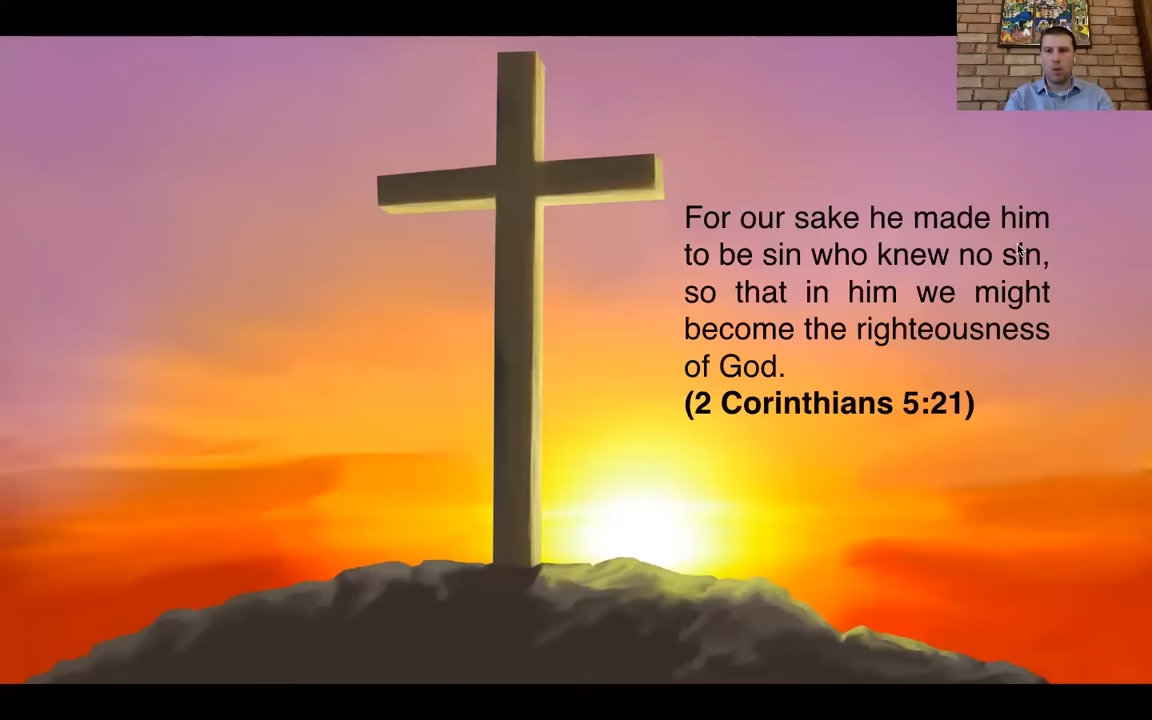 For our sake he made him
to be sin who knew no sin,
so that in him we might
become the righteousness
of God.
(2 Corinthians 5:21)